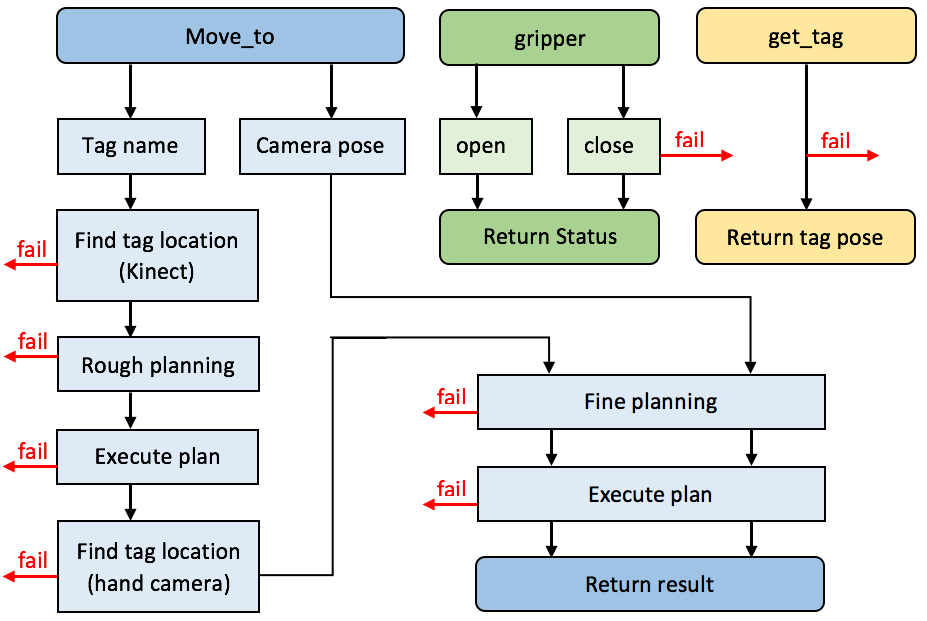 Move_to
gripper
get_tag
Tag name
Camera pose
open
close
fail
fail
Find tag location
(Kinect)
fail
Return Status
Return tag pose
Rough planning
fail
Fine planning
fail
Execute plan
fail
Execute plan
fail
Find tag location
(hand camera)
fail
Return result